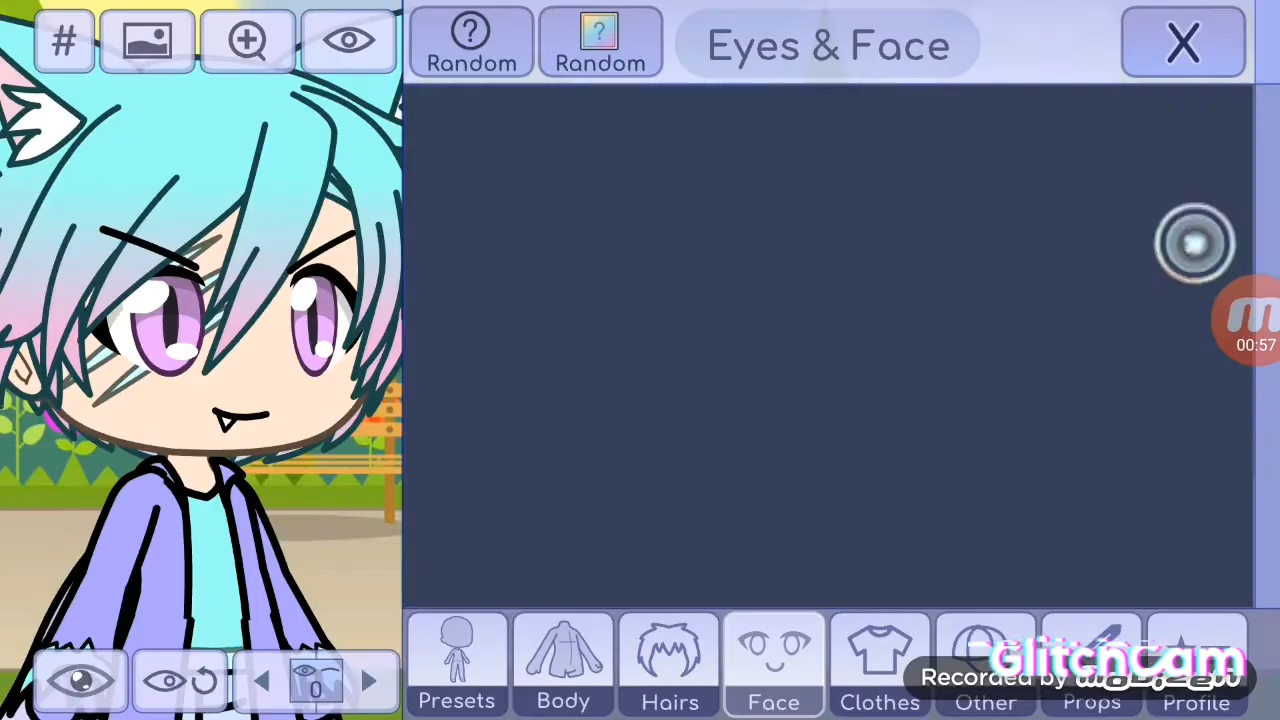 #
? Random
? Random
Eyes & Face
X
00:57
0
Presets
Body
Hairs
Face
Clothes
Other
Props
Profile
GlitchCam
Recorded by